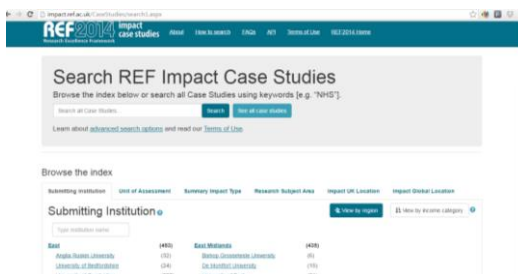 impact.ref.ac.uk/CaseStudies/search1.aspx
REF2014 impact case studies
Research Excellence Framework
About How to search FAQs API Terms of Use REF 2014 Home
Search REF Impact Case Studies
Browse the index below or search all Case Studies using keywords [e.g. "NHS"].
Search all Case Studies Search See all case studies
Learn about advanced search options and read our Terms of Use.
Browse the index
Submitting Institution Unit of Assessment Summary Impact Type Research Subject Area Impact UK Location Impact Global Location
Submitting Institution View by region View by income category
Type institution name
East (493) East Midlands (425)
Anglia Ruskin University (32) Bishop Grosseteste University (6)
University of Bedfordshire (24) De Montfort University